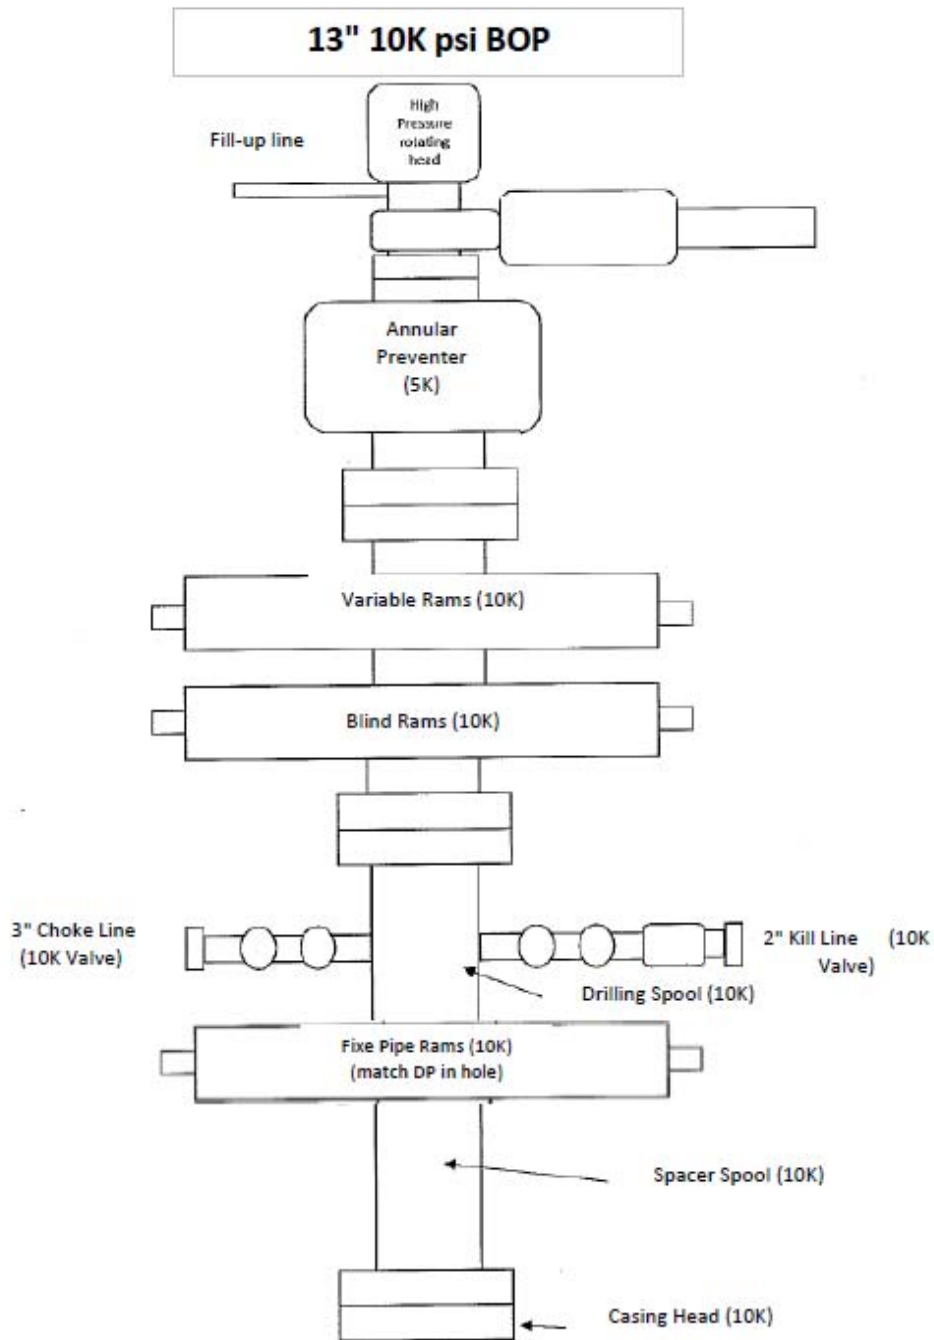 13" 10K psi BOP
High
Pressure
rotating
head
Fill-up line
Annular
Preventer
(5K)
Variable Rams (10K)
Blind Rams (10K)
3" Choke Line
(10K Valve)
2" Kill Line (10K
Valve)
Drilling Spool (10K)
Fixe Pipe Rams (10K)
(match DP in hole)
Spacer Spool (10K)
Casing Head (10K)